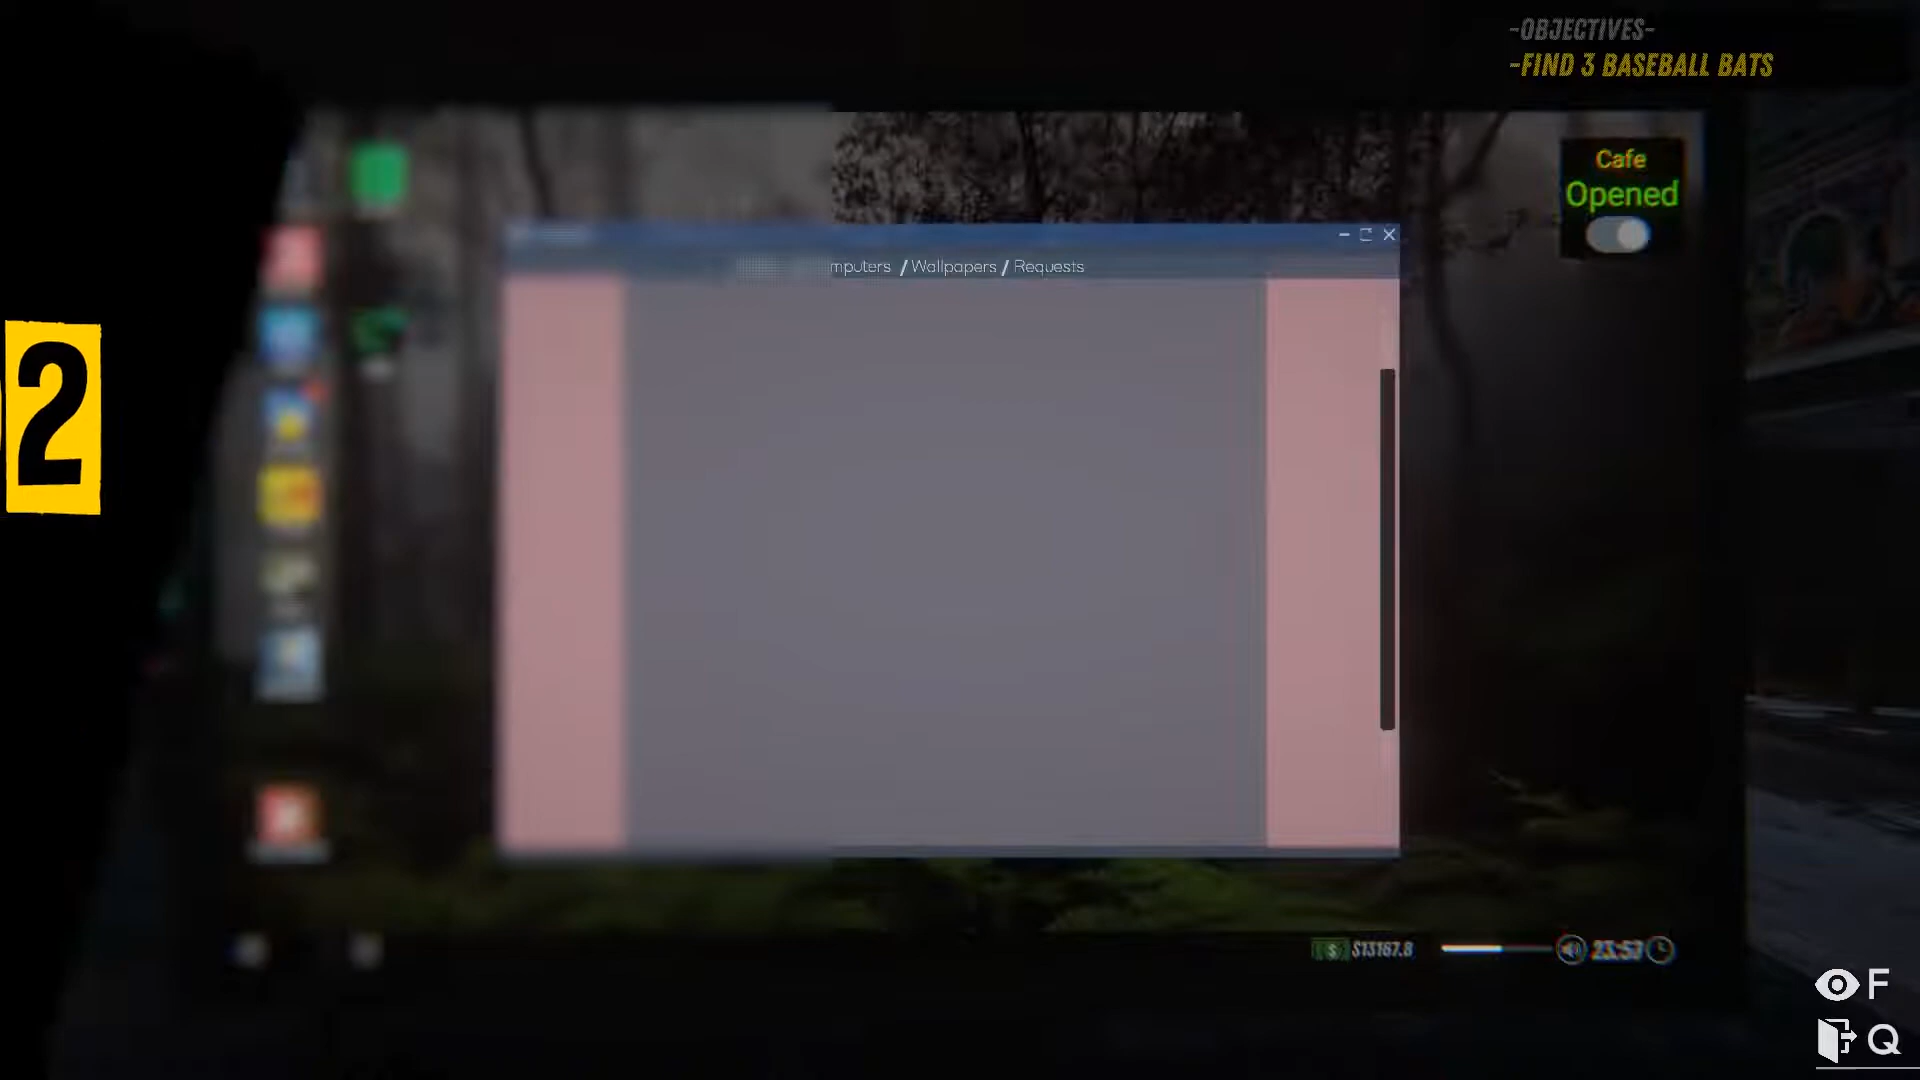 -OBJECTIVES-
-FIND 3 BASEBALL BATS
Cafe
Opened
mputers / Wallpapers / Requests
2
$13167.8
23:57
F
Q